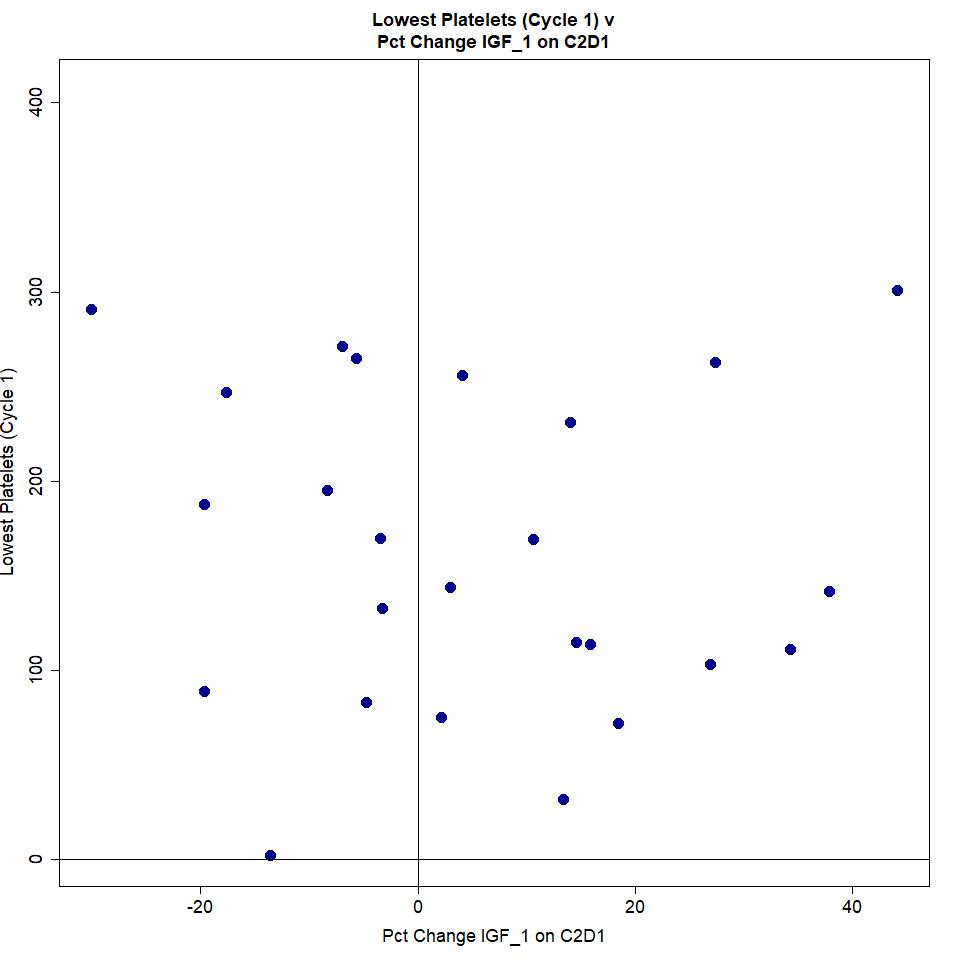 Lowest Platelets (Cycle 1) v
Pct Change IGF_1 on C2D1
400
300
200
100
0
Lowest Platelets (Cycle 1)
-20
0
20
40
Pct Change IGF_1 on C2D1